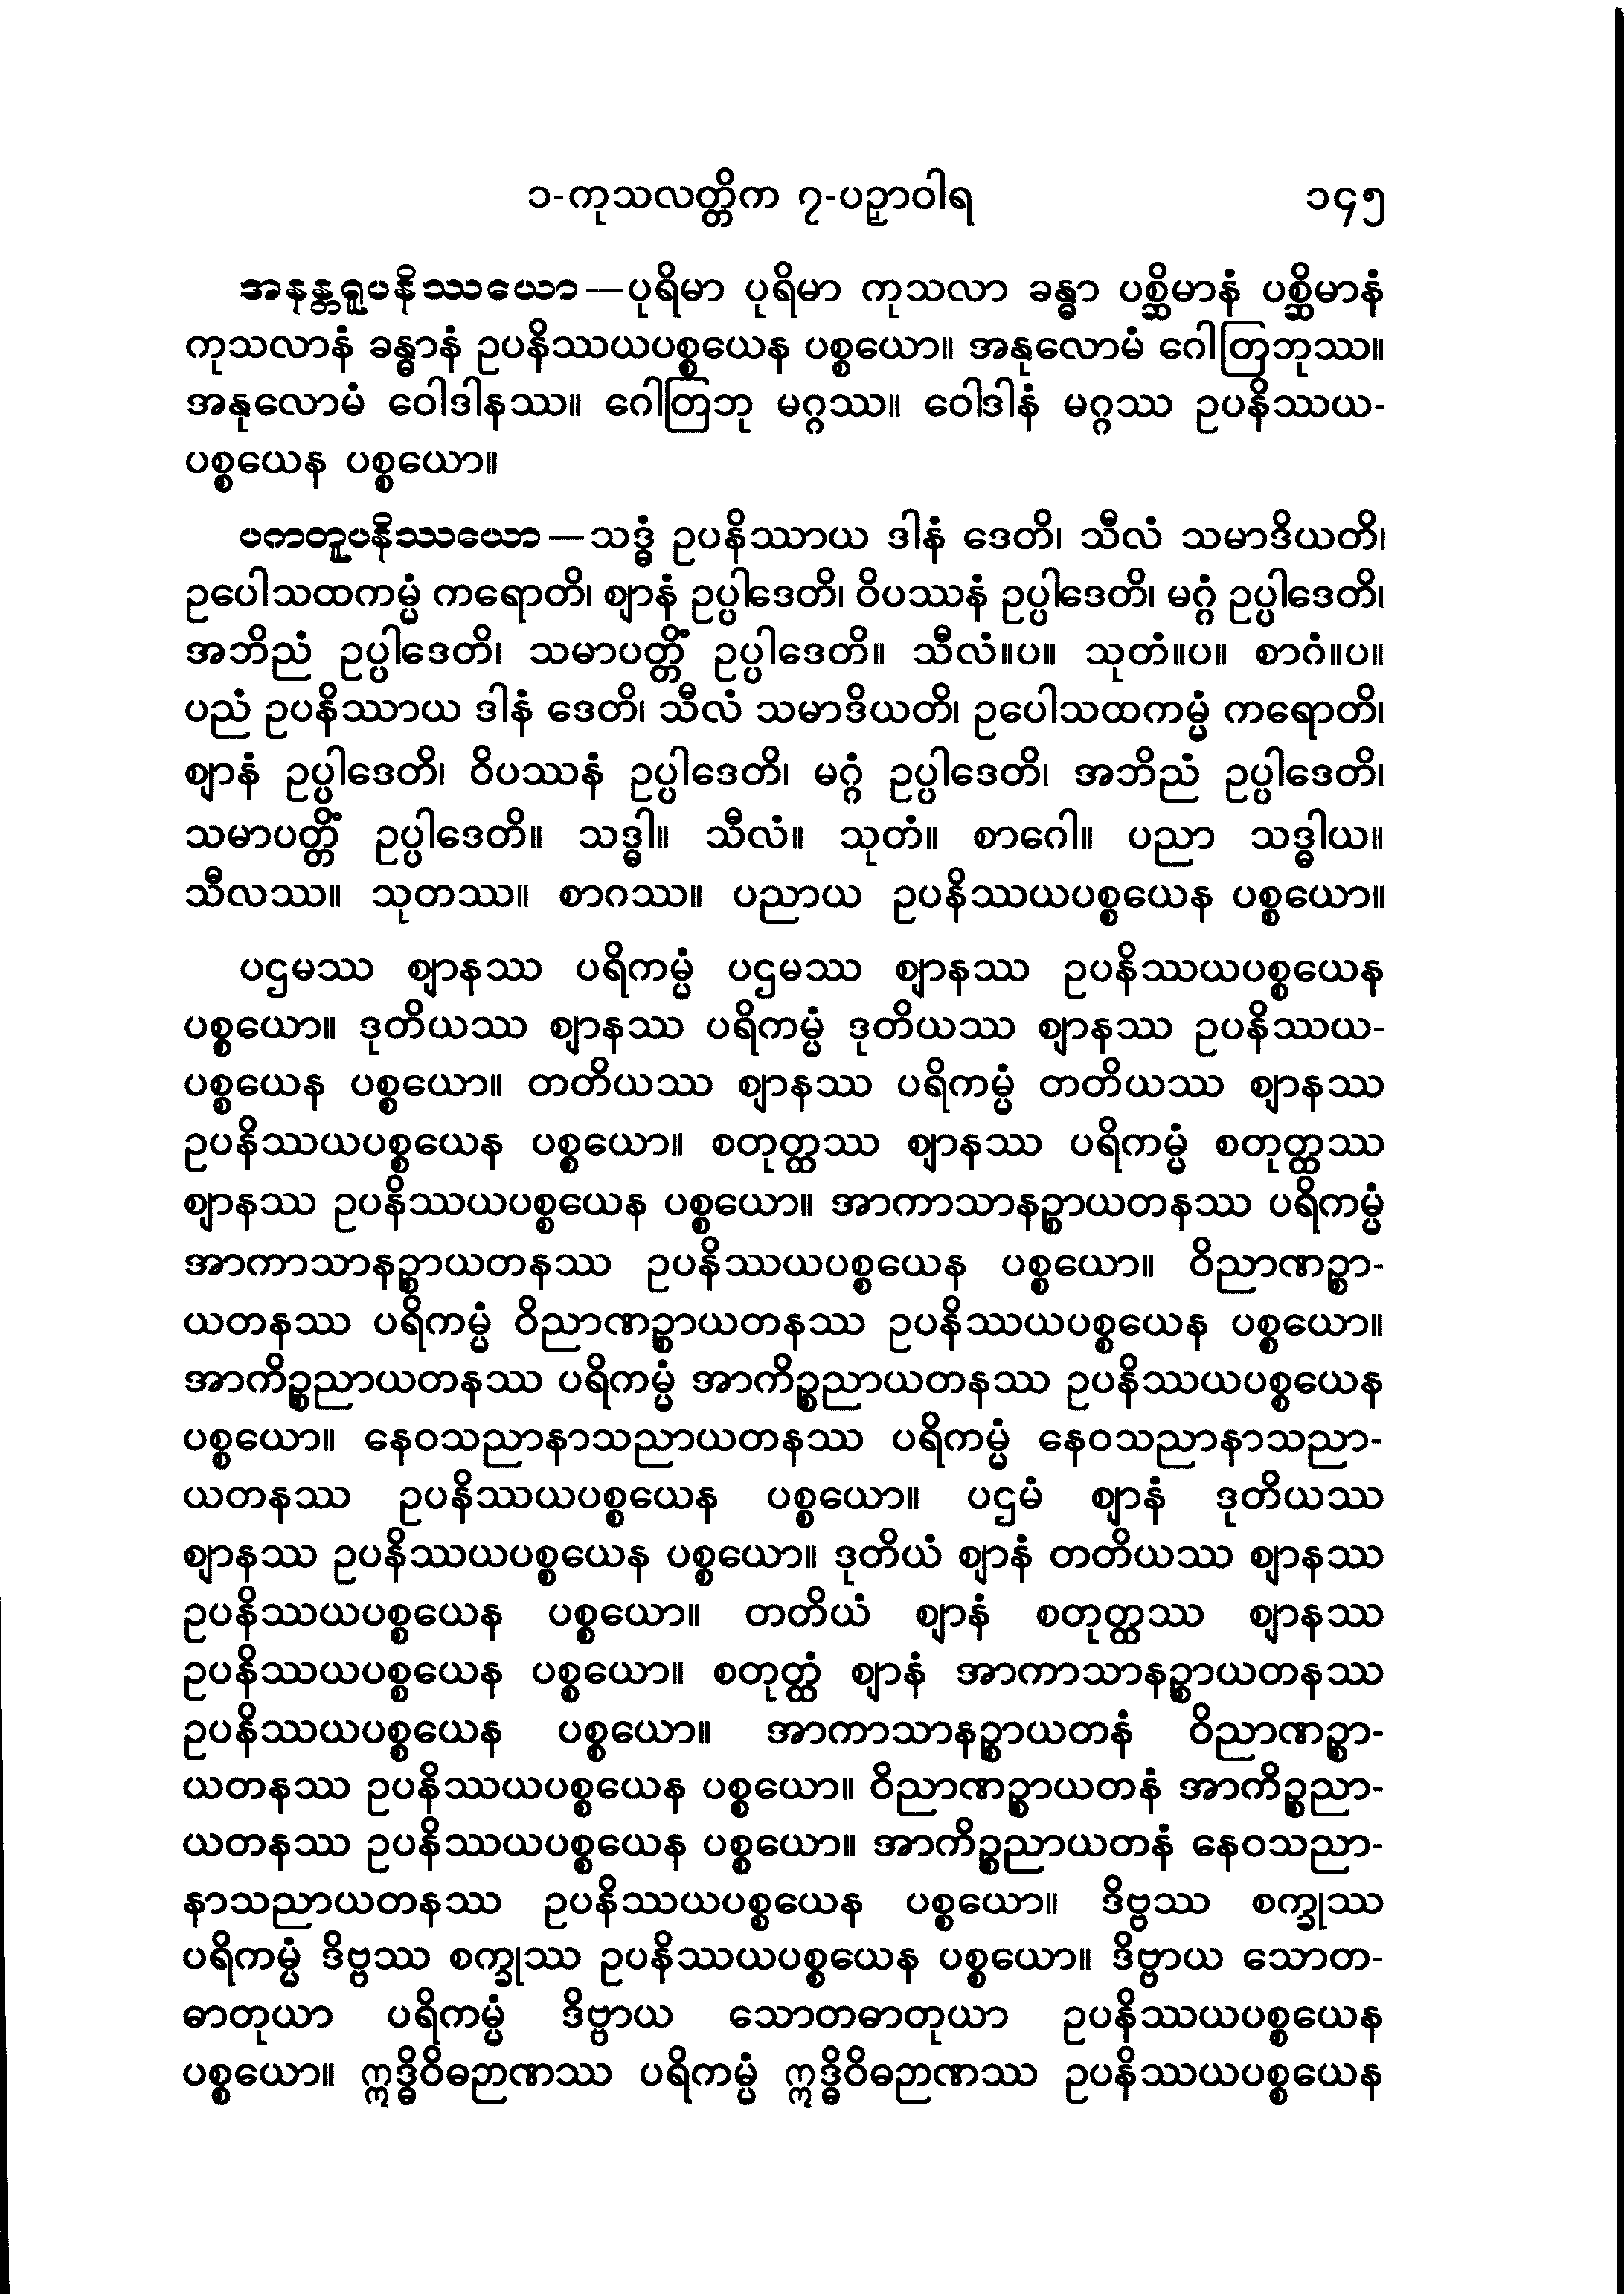 ၁-ကုသလတ္တိက ၇-ပဉှာဝါရ ၁၄၅
အနန္တရူပနိဿယော—ပုရိမာ ပုရိမာ ကုသလာ ခန္ဓာ ပစ္ဆိမာနံ ပစ္ဆိမာနံ
ကုသလာနံ ခန္ဓာနံ ဥပနိဿယပစ္စယေန ပစ္စယော။ အနုလောမံ ဂေါတြဘုဿ။
အနုလောမံ ဝေါဒါနဿ။ ဂေါတြဘု မဂ္ဂဿ။ ဝေါဒါနံ မဂ္ဂဿ ဥပနိဿယ-
ပစ္စယေန ပစ္စယော။
ပကတူပနိဿယော—သဒ္ဓံ ဥပနိဿာယ ဒါနံ ဒေတိ၊ သီလံ သမာဒိယတိ၊
ဥပေါသထကမ္မံ ကရောတိ၊ ဈာနံ ဥပ္ပါဒေတိ၊ ဝိပဿနံ ဥပ္ပါဒေတိ၊ မဂ္ဂံ ဥပ္ပါဒေတိ၊
အဘိညံ ဥပ္ပါဒေတိ၊ သမာပတ္တိံ ဥပ္ပါဒေတိ။ သီလံ။ပ။ သုတံ။ပ။ စာဂံ။ပ။
ပညံ ဥပနိဿာယ ဒါနံ ဒေတိ၊ သီလံ သမာဒိယတိ၊ ဥပေါသထကမ္မံ ကရောတိ၊
ဈာနံ ဥပ္ပါဒေတိ၊ ဝိပဿနံ ဥပ္ပါဒေတိ၊ မဂ္ဂံ ဥပ္ပါဒေတိ၊ အဘိညံ ဥပ္ပါဒေတိ၊
သမာပတ္တိံ ဥပ္ပါဒေတိ။ သဒ္ဓါ။ သီလံ။ သုတံ။ စာဂေါ။ ပညာ သဒ္ဓါယ။
သီလဿ။ သုတဿ။ စာဂဿ။ ပညာယ ဥပနိဿယပစ္စယေန ပစ္စယော။
ပဌမဿ ဈာနဿ ပရိကမ္မံ ပဌမဿ ဈာနဿ ဥပနိဿယပစ္စယေန
ပစ္စယော။ ဒုတိယဿ ဈာနဿ ပရိကမ္မံ ဒုတိယဿ ဈာနဿ ဥပနိဿယ-
ပစ္စယေန ပစ္စယော။ တတိယဿ ဈာနဿ ပရိကမ္မံ တတိယဿ ဈာနဿ
ဥပနိဿယပစ္စယေန ပစ္စယော။ စတုတ္ထဿ ဈာနဿ ပရိကမ္မံ စတုတ္ထဿ
ဈာနဿ ဥပနိဿယပစ္စယေန ပစ္စယော။ အာကာသာနဉ္စာယတနဿ ပရိကမ္မံ
အာကာသာနဉ္စာယတနဿ ဥပနိဿယပစ္စယေန ပစ္စယော။ ဝိညာဏဉ္စာ-
ယတနဿ ပရိကမ္မံ ဝိညာဏဉ္စာယတနဿ ဥပနိဿယပစ္စယေန ပစ္စယော။
အာကိဉ္စညာယတနဿ ပရိကမ္မံ အာကိဉ္စညာယတနဿ ဥပနိဿယပစ္စယေန
ပစ္စယော။ နေဝသညာနာသညာယတနဿ ပရိကမ္မံ နေဝသညာနာသညာ-
ယတနဿ ဥပနိဿယပစ္စယေန ပစ္စယော။ ပဌမံ ဈာနံ ဒုတိယဿ
ဈာနဿ ဥပနိဿယပစ္စယေန ပစ္စယော။ ဒုတိယံ ဈာနံ တတိယဿ ဈာနဿ
ဥပနိဿယပစ္စယေန ပစ္စယော။ တတိယံ ဈာနံ စတုတ္ထဿ ဈာနဿ
ဥပနိဿယပစ္စယေန ပစ္စယော။ စတုတ္ထံ ဈာနံ အာကာသာနဉ္စာယတနဿ
ဥပနိဿယပစ္စယေန ပစ္စယော။ အာကာသာနဉ္စာယတနံ ဝိညာဏဉ္စာ-
ယတနဿ ဥပနိဿယပစ္စယေန ပစ္စယော။ ဝိညာဏဉ္စာယတနံ အာကိဉ္စညာ-
ယတနဿ ဥပနိဿယပစ္စယေန ပစ္စယော။ အာကိဉ္စညာယတနံ နေဝသညာ-
နာသညာယတနဿ ဥပနိဿယပစ္စယေန ပစ္စယော။ ဒိဗ္ဗဿ စက္ခုဿ
ပရိကမ္မံ ဒိဗ္ဗဿ စက္ခုဿ ဥပနိဿယပစ္စယေန ပစ္စယော။ ဒိဗ္ဗာယ သောတ-
ဓာတုယာ ပရိကမ္မံ ဒိဗ္ဗာယ သောတဓာတုယာ ဥပနိဿယပစ္စယေန
ပစ္စယော။ ဣဒ္ဓိဝိဓဉာဏဿ ပရိကမ္မံ ဣဒ္ဓိဝိဓဉာဏဿ ဥပနိဿယပစ္စယေန